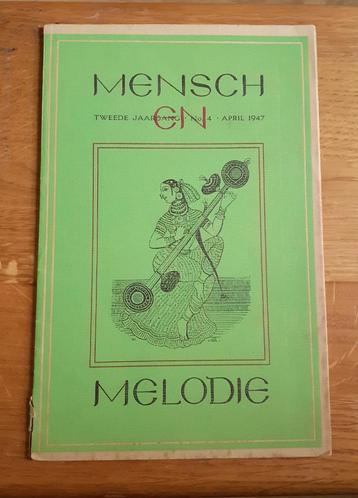 MENSCH
EN
TWEEDE JAARGANG · No. 4 · APRIL 1947
MELODIE